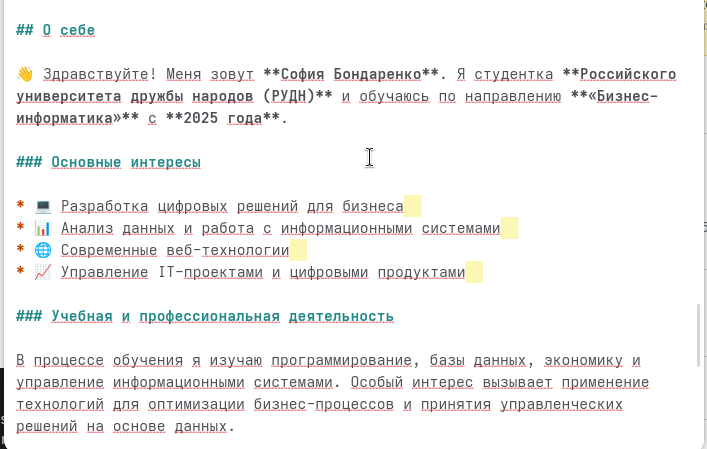 ## О себе
👋 Здравствуйте! Меня зовут **София Бондаренко**. Я студентка **Российского
университета дружбы народов (РУДН)** и обучаюсь по направлению **«Бизнес-
информатика»** с **2025 года**.
### Основные интересы
* 💻 Разработка цифровых решений для бизнеса
* 📊 Анализ данных и работа с информационными системами
* 🌐 Современные веб-технологии
* 📈 Управление IT-проектами и цифровыми продуктами
### Учебная и профессиональная деятельность
В процессе обучения я изучаю программирование, базы данных, экономику и
управление информационными системами. Особый интерес вызывает применение
технологий для оптимизации бизнес-процессов и принятия управленческих
решений на основе данных.